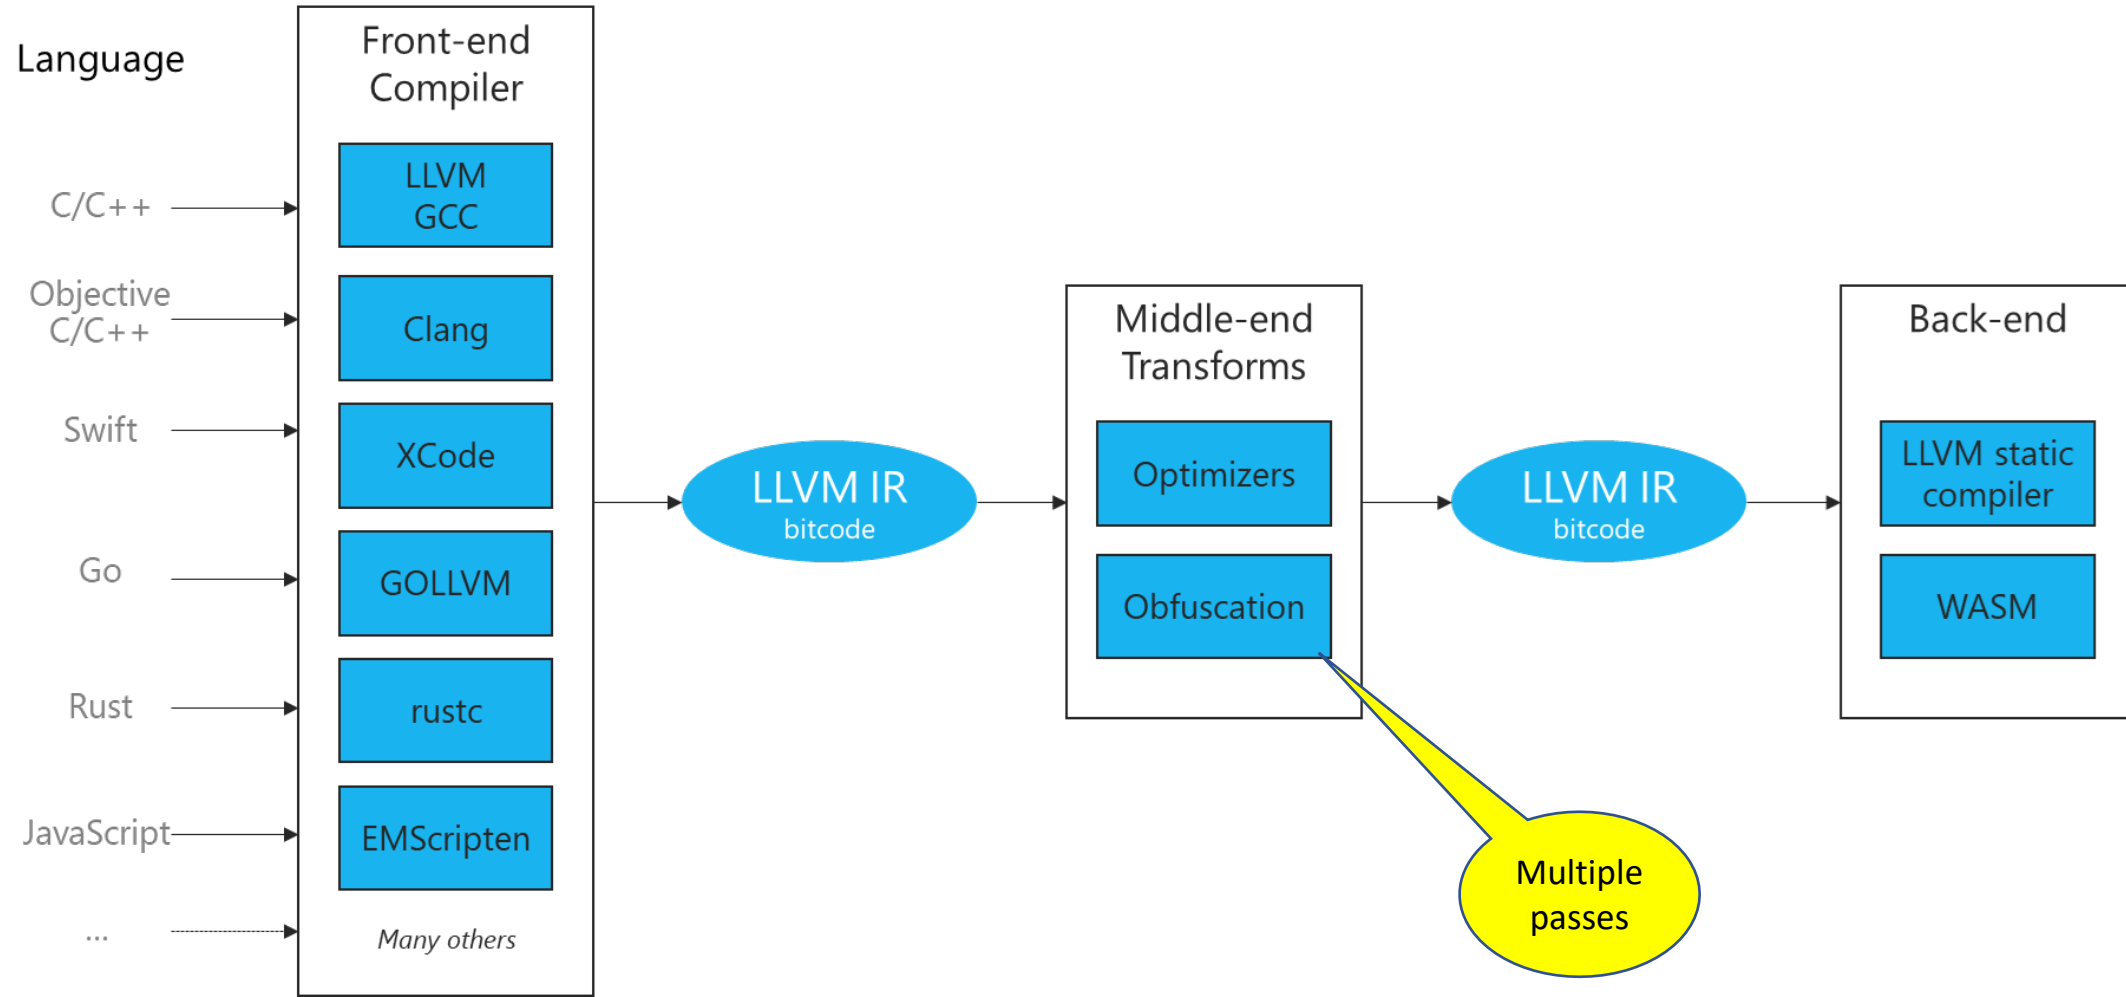 Language
C/C++
Objective
C/C++
Swift
Go
Rust
JavaScript
...
Front-end
Compiler
LLVM
GCC
Clang
XCode
GOLLVM
rustc
EMScripten
Many others
LLVM IR
bitcode
Middle-end
Transforms
Optimizers
Obfuscation
Multiple
passes
LLVM IR
bitcode
Back-end
LLVM static
compiler
WASM